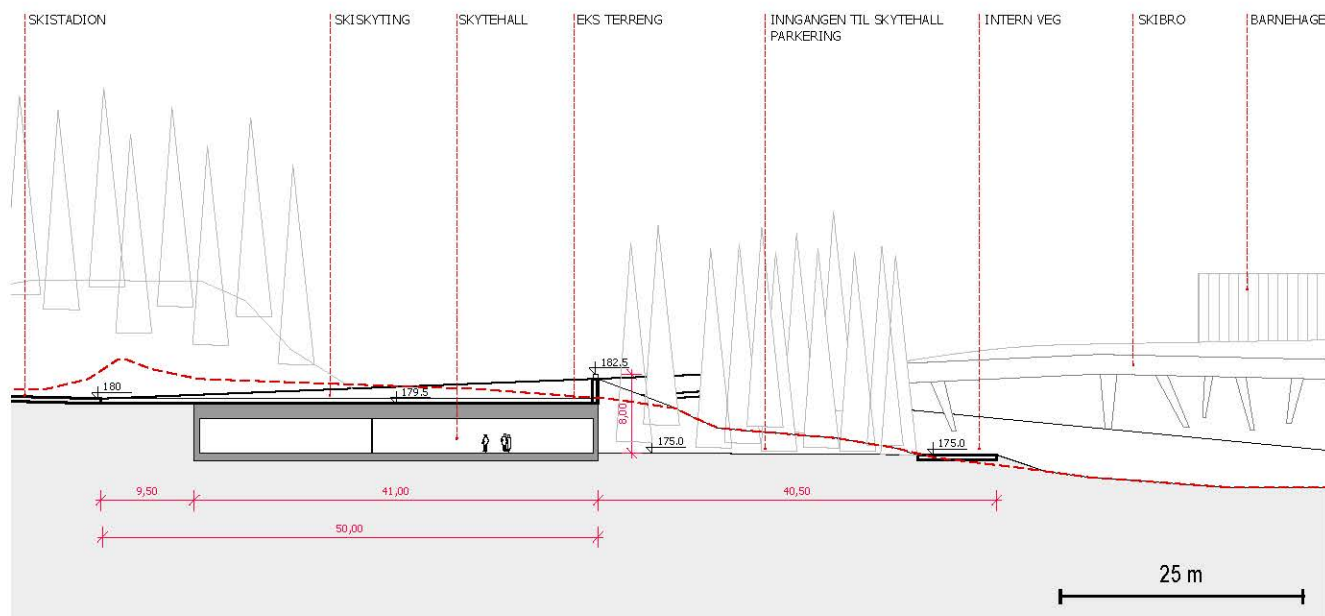 SKISTADION
SKISKYTING
SKYTEHALL
EKS TERRENG
INNGANGEN TIL SKYTEHALL
PARKERING
INTERN VEG
SKIBRO
BARNEHAGE
182.5
180
179.5
8,00
175.0
175.0
9,50
41,00
40,50
50,00
25 m